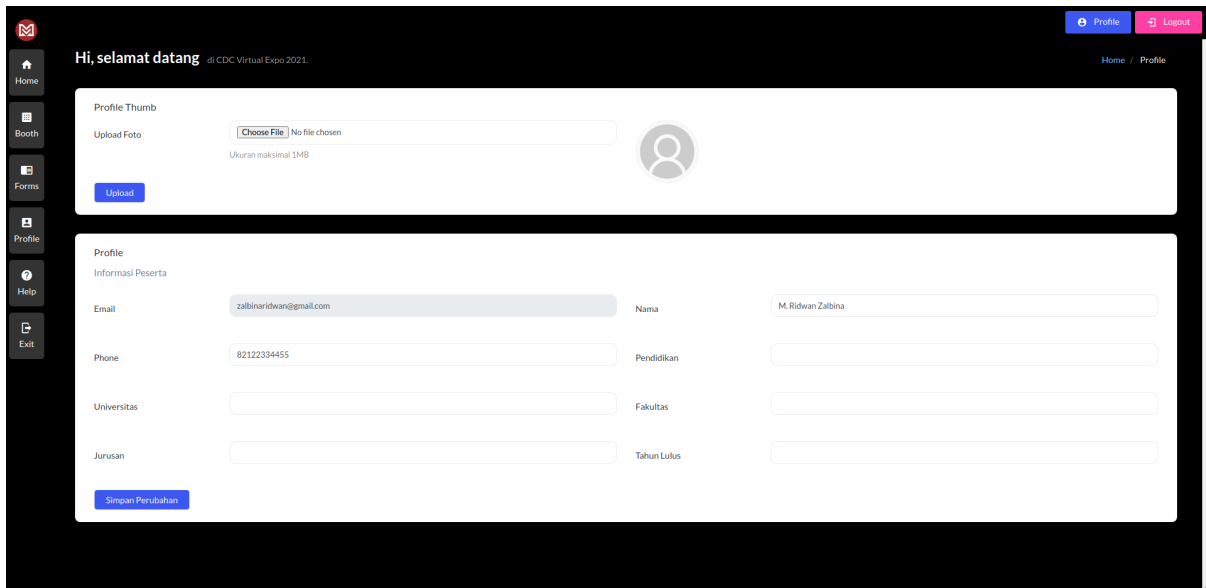 Profile Logout
Hi, selamat datang di CDC Virtual Expo 2021.
Home / Profile
Home
Booth
Forms
Profile
Help
Exit
Profile Thumb
Upload Foto Choose File No file chosen
Ukuran maksimal 1MB
Upload
Profile
Informasi Peserta
Email zalbinaridwan@gmail.com Nama M. Ridwan Zalbina
Phone 82122334455 Pendidikan
Universitas Fakultas
Jurusan Tahun Lulus
Simpan Perubahan